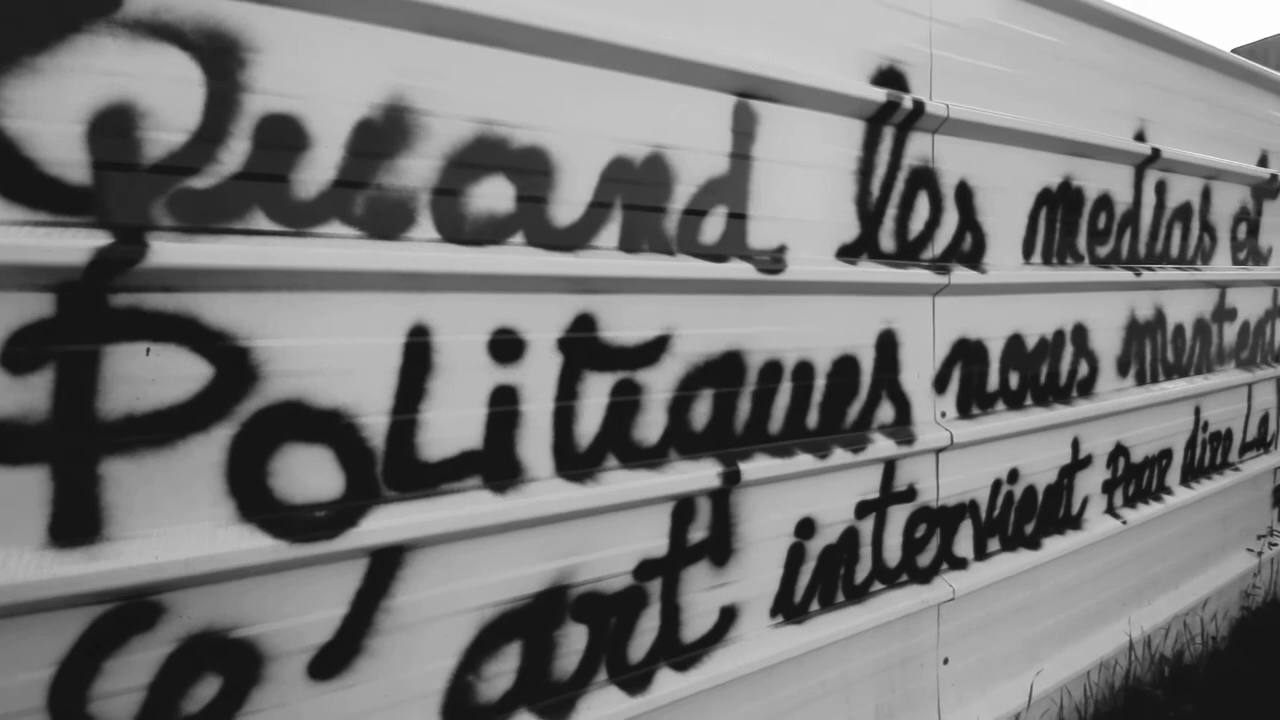 Quand les medias et
Politiques nous mentent
L'art intervient Pour dire La